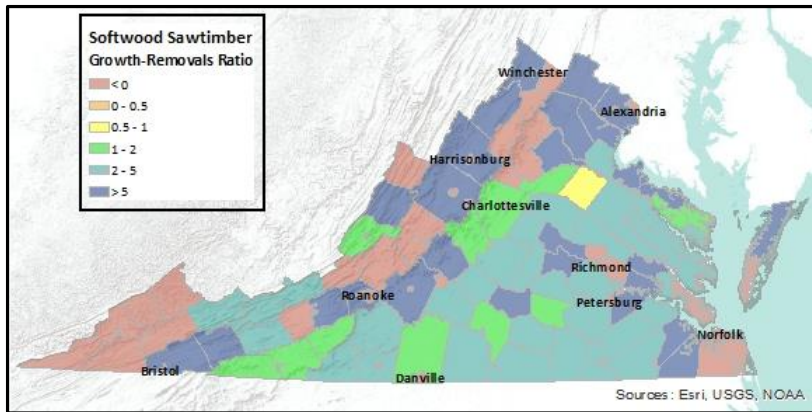 Softwood Sawtimber
Growth-Removals Ratio
< 0
0 - 0.5
0.5 - 1
1 - 2
2 - 5
> 5
Winchester
Alexandria
Harrisonburg
Charlottesville
Richmond
Roanoke
Petersburg
Norfolk
Bristol
Danville
Sources: Esri, USGS, NOAA